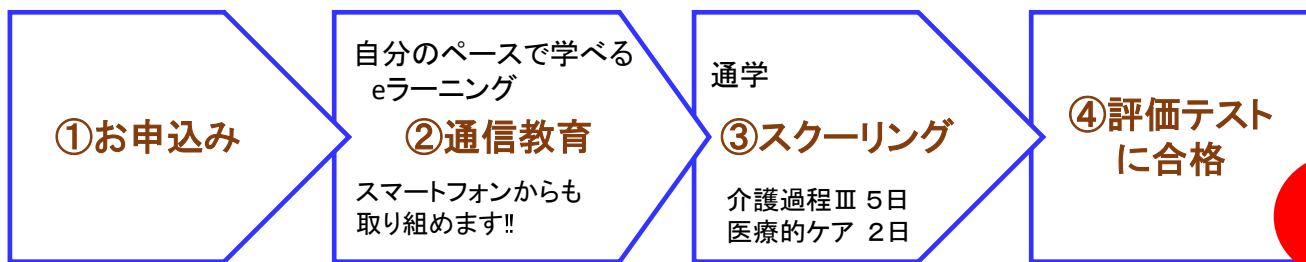 ①お申込み
自分のペースで学べる
eラーニング
②通信教育
スマートフォンからも
取り組めます‼
通学
③スクーリング
介護過程Ⅲ 5日
医療的ケア 2日
④評価テスト
に合格